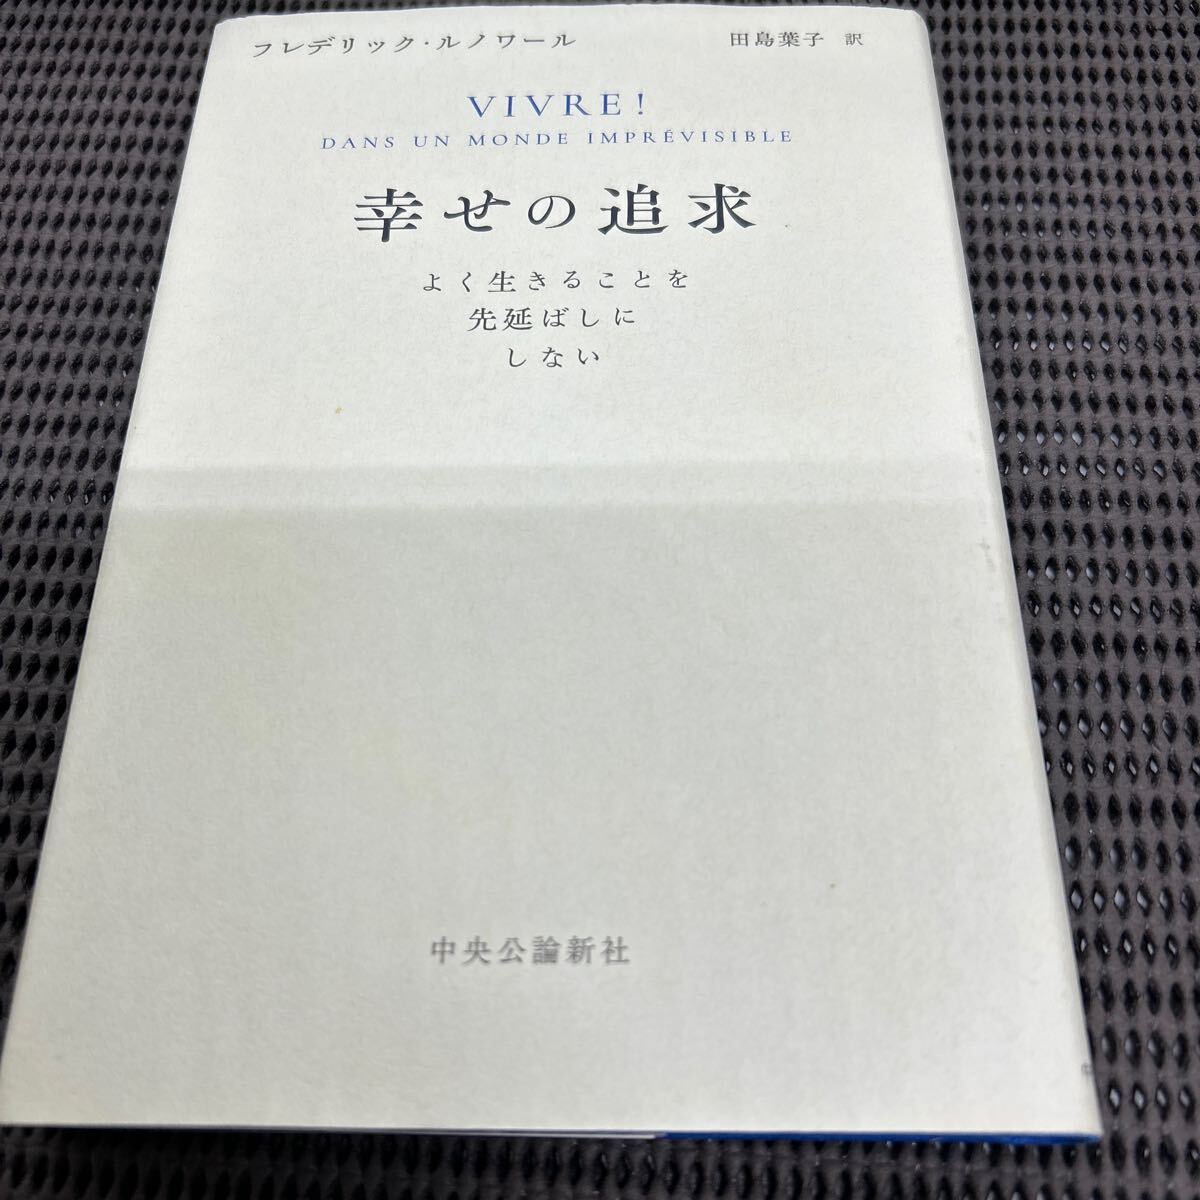 フレデリック・ルノワール
田島葉子 訳
VIVRE!
DANS UN MONDE IMPRÉVISIBLE
幸せの追求
よく生きることを
先延ばしに
しない
中央公論新社